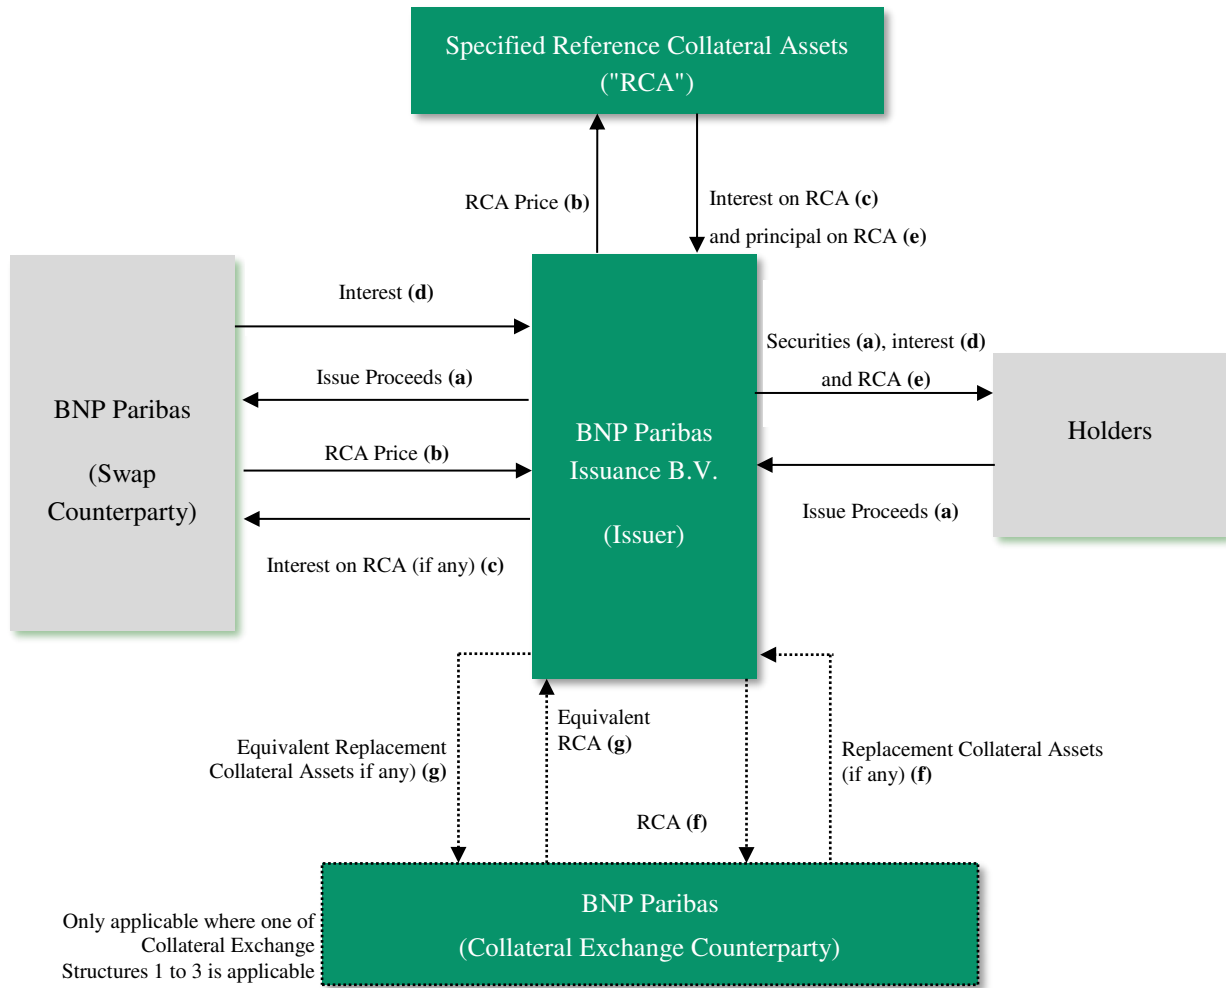 Specified Reference Collateral Assets
("RCA")
RCA Price (b)
Interest on RCA (c)
and principal on RCA (e)
BNP Paribas
(Swap
Counterparty)
Interest (d)
Issue Proceeds (a)
RCA Price (b)
Interest on RCA (if any) (c)
BNP Paribas
Issuance B.V.
(Issuer)
Securities (a), interest (d)
and RCA (e)
Issue Proceeds (a)
Holders
Equivalent Replacement
Collateral Assets if any) (g)
Equivalent
RCA (g)
RCA (f)
Replacement Collateral Assets
(if any) (f)
Only applicable where one of
Collateral Exchange
Structures 1 to 3 is applicable
BNP Paribas
(Collateral Exchange Counterparty)